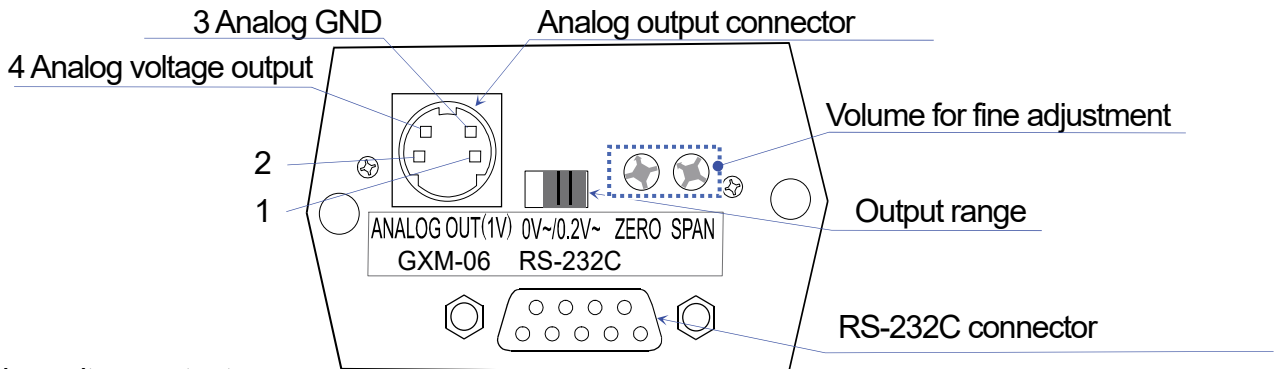 3 Analog GND
Analog output connector
4 Analog voltage output
Volume for fine adjustment
2
1
Output range
ANALOG OUT(1V) 0V~/0.2V~ ZERO SPAN
GXM-06 RS-232C
RS-232C connector